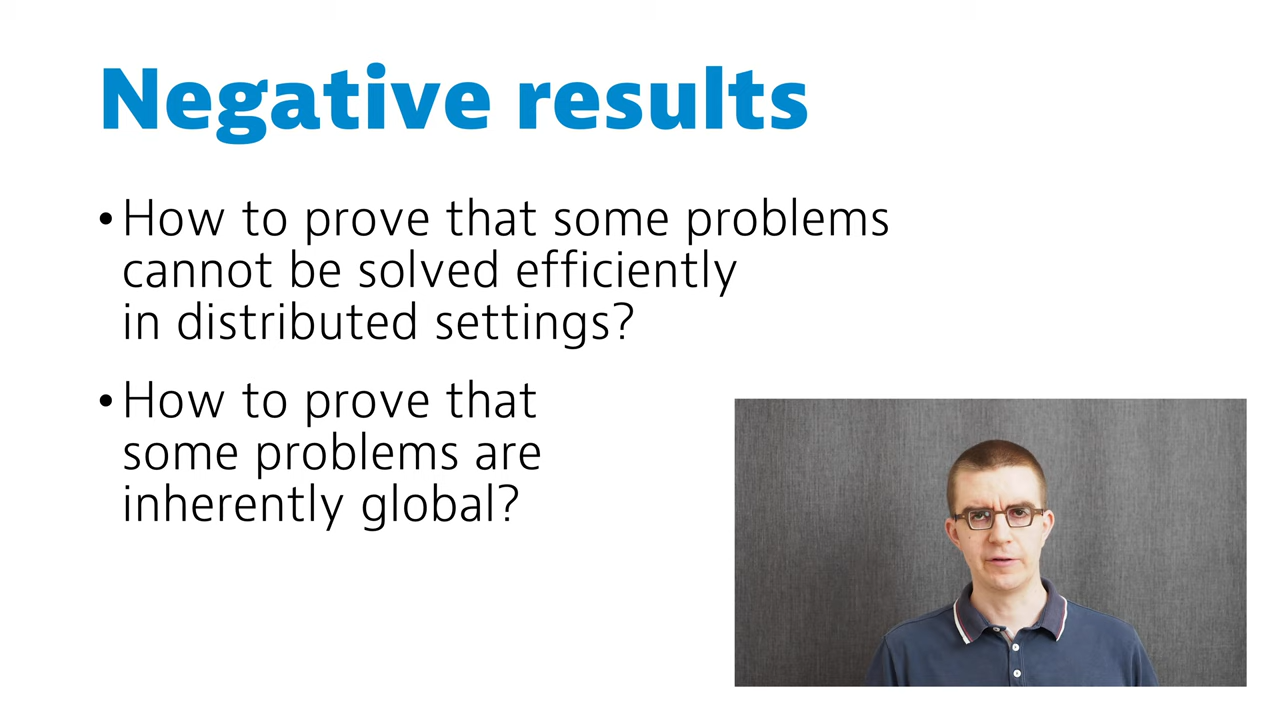 Negative results
• How to prove that some problems
cannot be solved efficiently
in distributed settings?
• How to prove that
some problems are
inherently global?